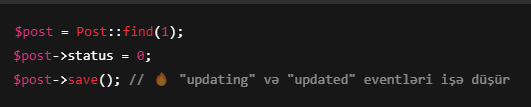 $post = Post::find(1);
$post->status = 0;
$post->save(); // 🔥 "updating" və "updated" eventləri işə düşür